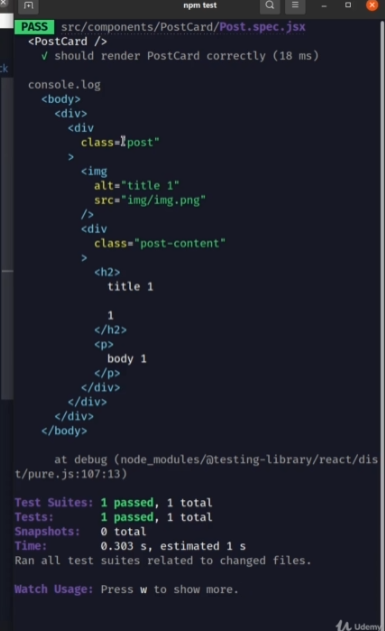 npm test
PASS src/components/PostCard/Post.spec.jsx
<PostCard />
√ should render PostCard correctly (18 ms)
console.log
<body>
<div>
<div
class="post"
>
<img
alt="title 1"
src="img/img.png"
/>
<div
class="post-content"
>
<h2>
title 1
1
</h2>
<p>
body 1
</p>
</div>
</div>
</div>
</body>
at debug (node_modules/@testing-library/react/dis
t/pure.js:107:13)
Test Suites: 1 passed, 1 total
Tests: 1 passed, 1 total
Snapshots: 0 total
Time: 0.303 s, estimated 1 s
Ran all test suites related to changed files.
Watch Usage: Press w to show more.
Udemy